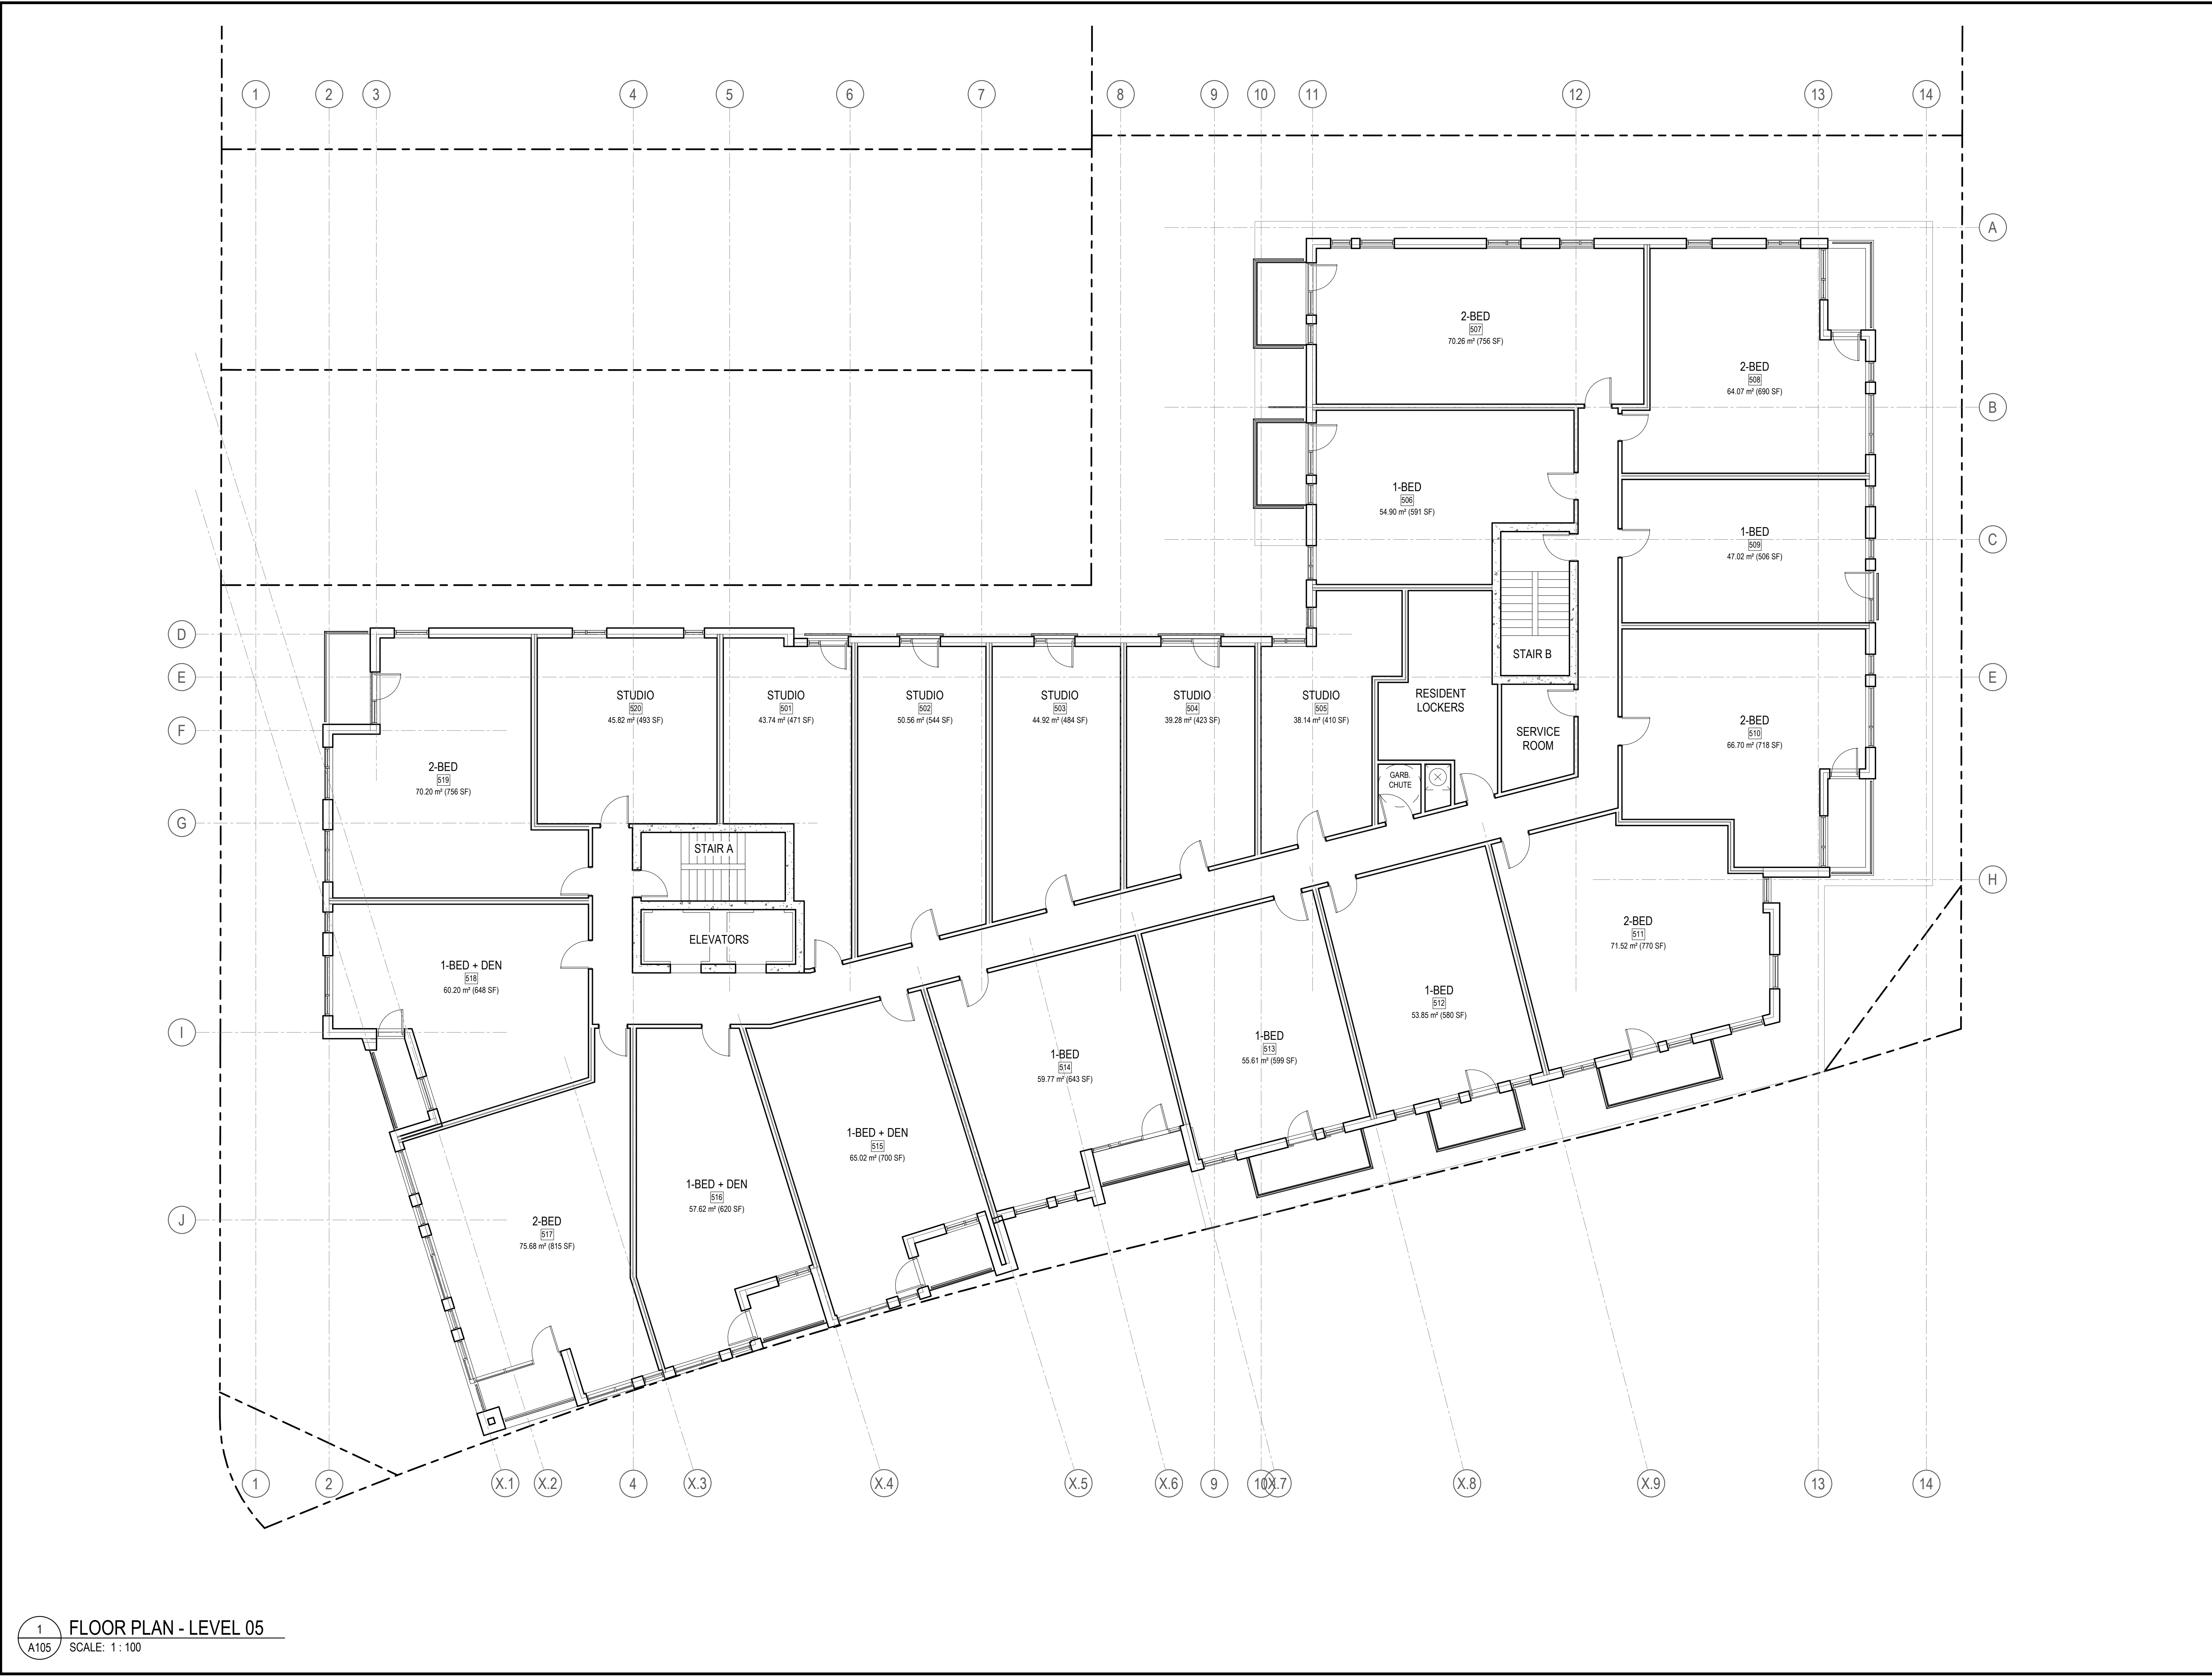 1
2
3
4
5
6
7
8
9
10
11
12
13
14
A
B
C
D
E
E
F
G
H
I
J
2-BED
507
70.26 m² (756 SF)
2-BED
508
64.07 m² (690 SF)
1-BED
506
54.90 m² (591 SF)
1-BED
509
47.02 m² (506 SF)
STAIR B
STUDIO
520
45.82 m² (493 SF)
STUDIO
501
43.74 m² (471 SF)
STUDIO
502
50.56 m² (544 SF)
STUDIO
503
44.92 m² (484 SF)
STUDIO
504
39.28 m² (423 SF)
STUDIO
505
38.14 m² (410 SF)
RESIDENT
LOCKERS
SERVICE
ROOM
2-BED
510
66.70 m² (718 SF)
2-BED
519
70.20 m² (756 SF)
GARB.
CHUTE
STAIR A
ELEVATORS
2-BED
511
71.52 m² (770 SF)
1-BED + DEN
518
60.20 m² (648 SF)
1-BED
512
53.85 m² (580 SF)
1-BED
513
55.61 m² (599 SF)
1-BED
514
59.77 m² (643 SF)
1-BED + DEN
515
65.02 m² (700 SF)
1-BED + DEN
516
57.62 m² (620 SF)
2-BED
517
75.68 m² (815 SF)
1
2
X.1
X.2
4
X.3
X.4
X.5
X.6
9
10
X.7
X.8
X.9
13
14
1
A105
FLOOR PLAN - LEVEL 05
SCALE: 1 : 100